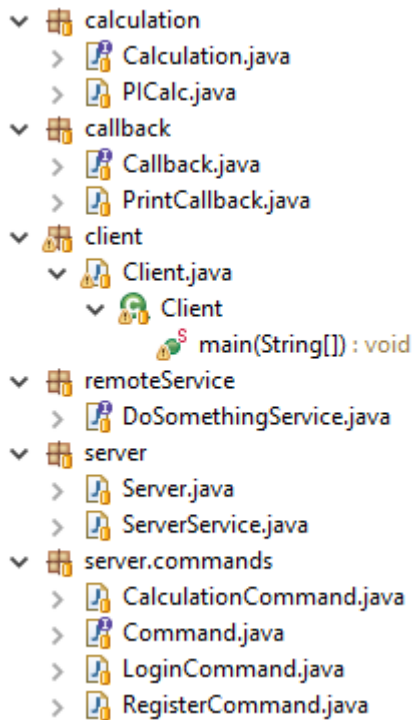 calculation
Calculation.java
PICalc.java
callback
Callback.java
PrintCallback.java
client
Client.java
Client
main(String[]) : void
remoteService
DoSomethingService.java
server
Server.java
ServerService.java
server.commands
CalculationCommand.java
Command.java
LoginCommand.java
RegisterCommand.java